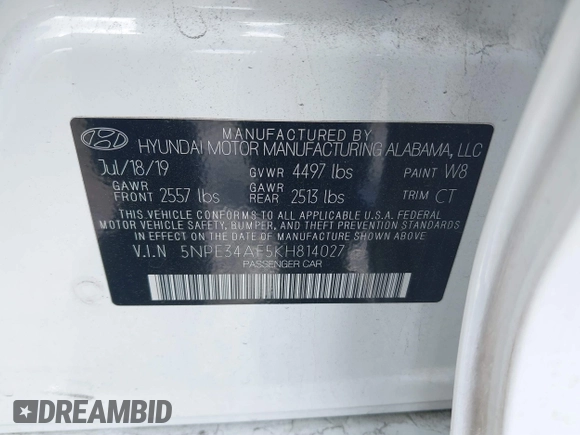 MANUFACTURED BY
HYUNDAI MOTOR MANUFACTURING ALABAMA, LLC
Jul/18/19 GVWR 4497 lbs PAINT W8
GAWR FRONT 2557 lbs GAWR REAR 2513 lbs TRIM CT
THIS VEHICLE CONFORMS TO ALL APPLICABLE U.S.A. FEDERAL
MOTOR VEHICLE SAFETY, BUMPER, AND THEFT PREVENTION
STANDARDS IN EFFECT ON THE DATE OF MANUFACTURE SHOWN ABOVE.
V.I.N 5NPE34AF5KH814027
PASSENGER CAR
DREAMBID